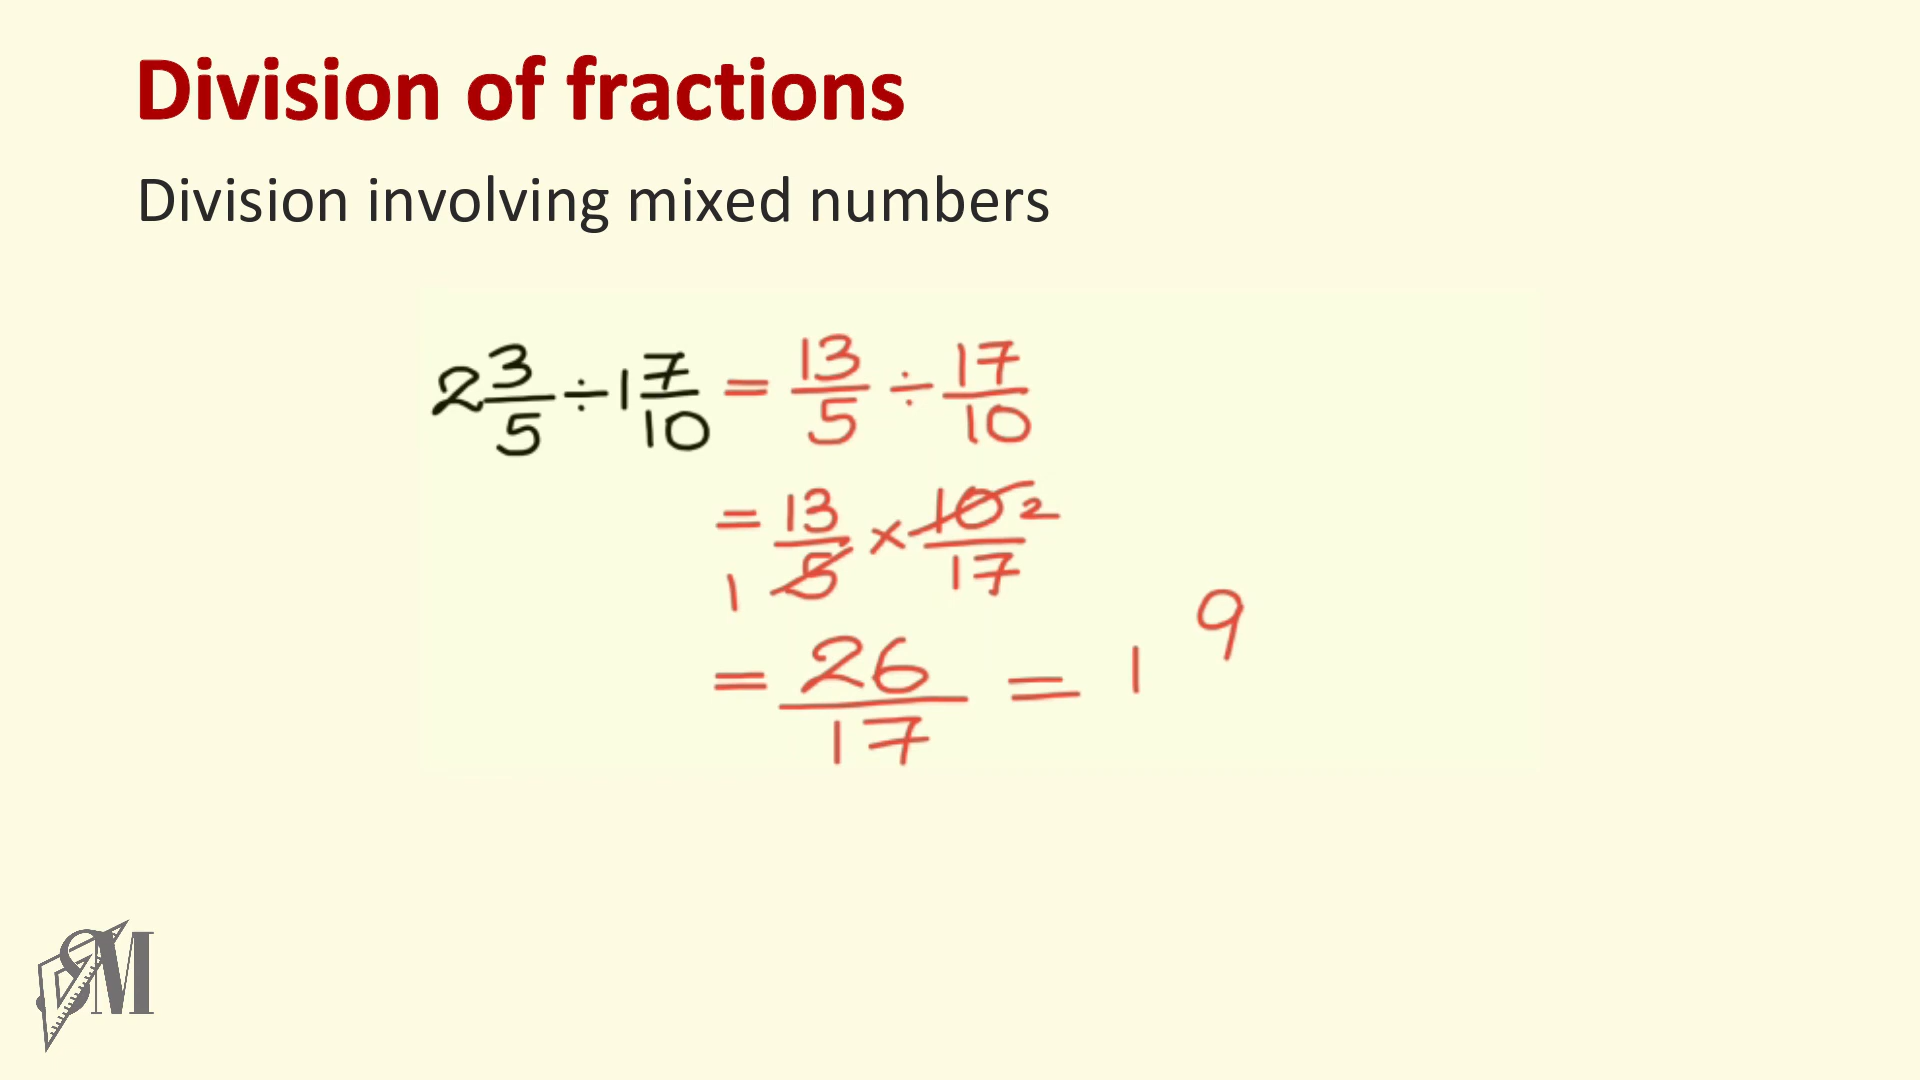 Division of fractions
Division involving mixed numbers
2 3/5 ÷ 1 7/10 = 13/5 ÷ 17/10
= 13/5 × 10/17 1 2
= 26/17 = 1 9
SM